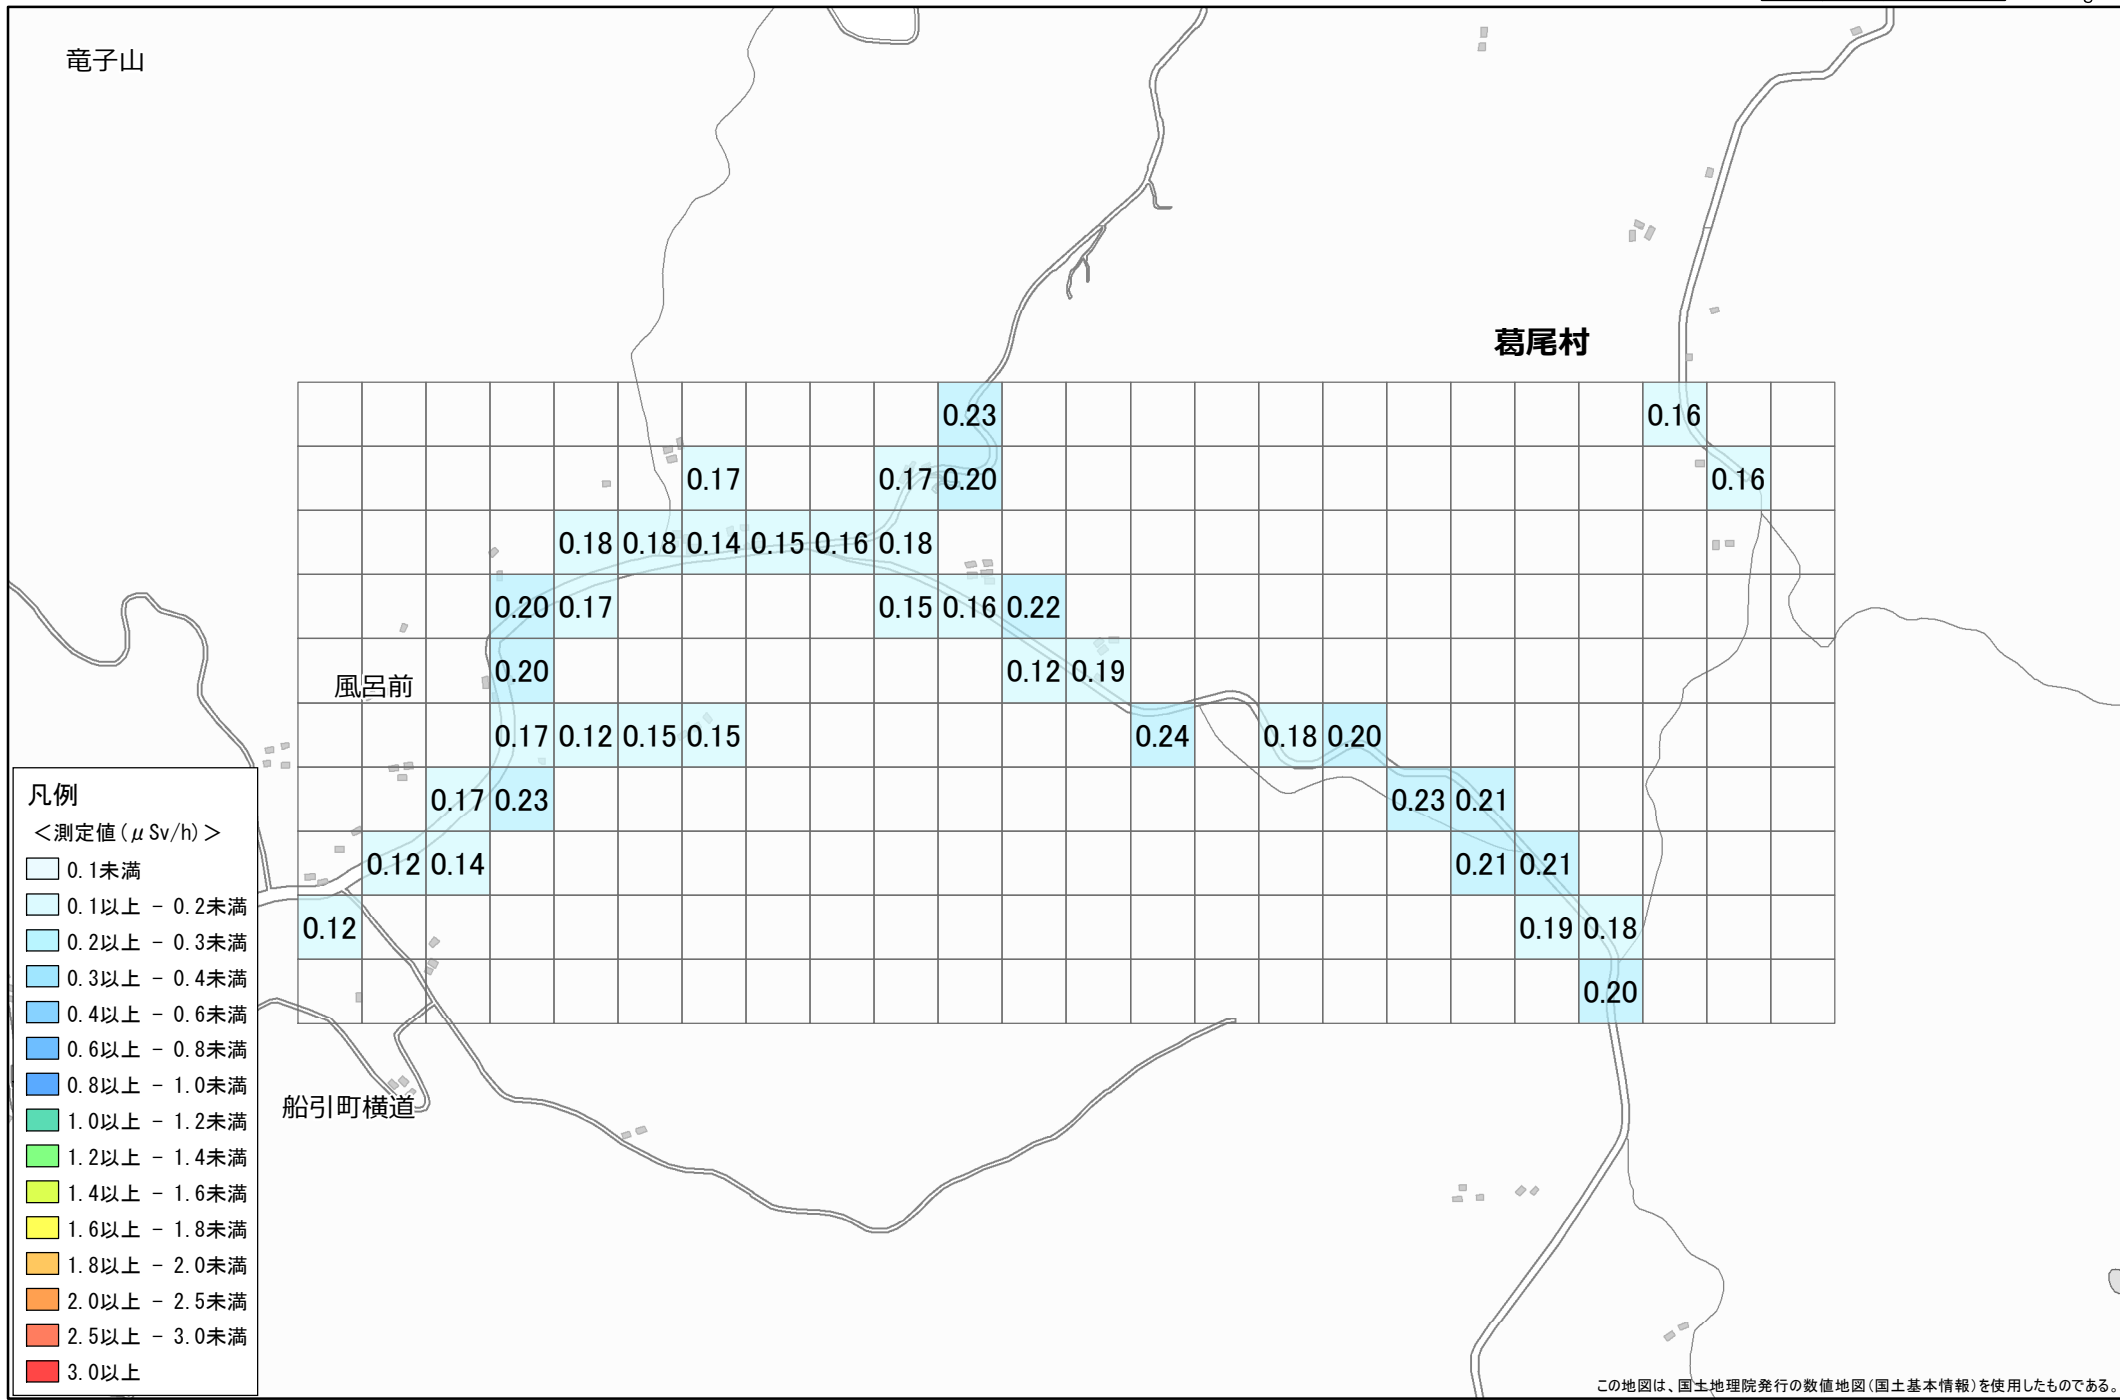 竜子山
葛尾村
0.23
0.16
0.17
0.17 0.20
0.16
0.18 0.18 0.14 0.15 0.16 0.18
0.20 0.17
0.15 0.16 0.22
0.20
0.12 0.19
風呂前
0.17 0.12 0.15 0.15
0.24
0.18 0.20
0.17 0.23
0.23 0.21
0.12 0.14
0.21 0.21
0.12
0.19 0.18
0.20
船引町横道
凡例
＜測定値(μSv/h)＞
0.1未満
0.1以上 - 0.2未満
0.2以上 - 0.3未満
0.3以上 - 0.4未満
0.4以上 - 0.6未満
0.6以上 - 0.8未満
0.8以上 - 1.0未満
1.0以上 - 1.2未満
1.2以上 - 1.4未満
1.4以上 - 1.6未満
1.6以上 - 1.8未満
1.8以上 - 2.0未満
2.0以上 - 2.5未満
2.5以上 - 3.0未満
3.0以上
この地図は、国土地理院発行の数値地図(国土基本情報)を使用したものである。